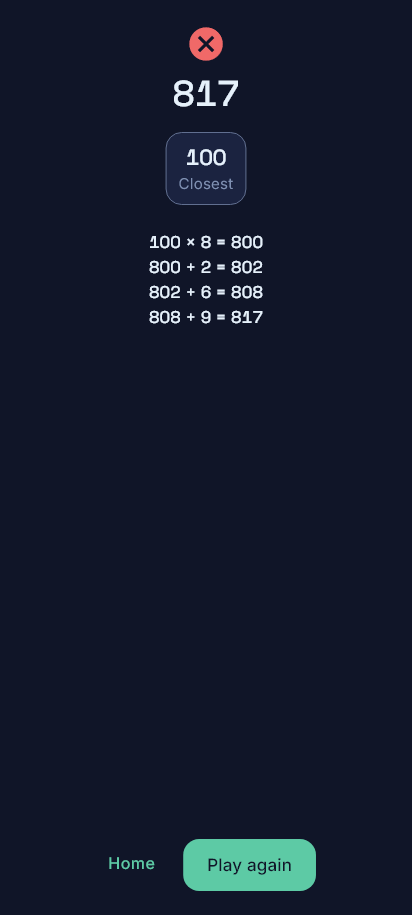 817
100
Closest
100 × 8 = 800
800 + 2 = 802
802 + 6 = 808
808 + 9 = 817
Home
Play again